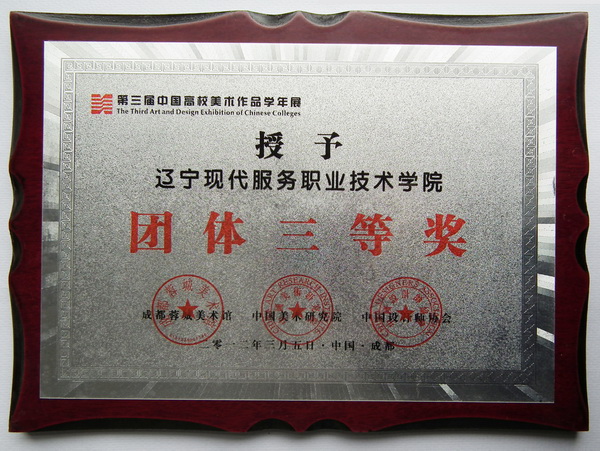 第三届中国高校美术作品学年展
The Third Art and Design Exhibition of Chinese Colleges
授予
辽宁现代服务职业技术学院
团体三等奖
成都蓉城美术馆 中国美术研究院 中国设计师协会
二零一二年三月五日·中国·成都